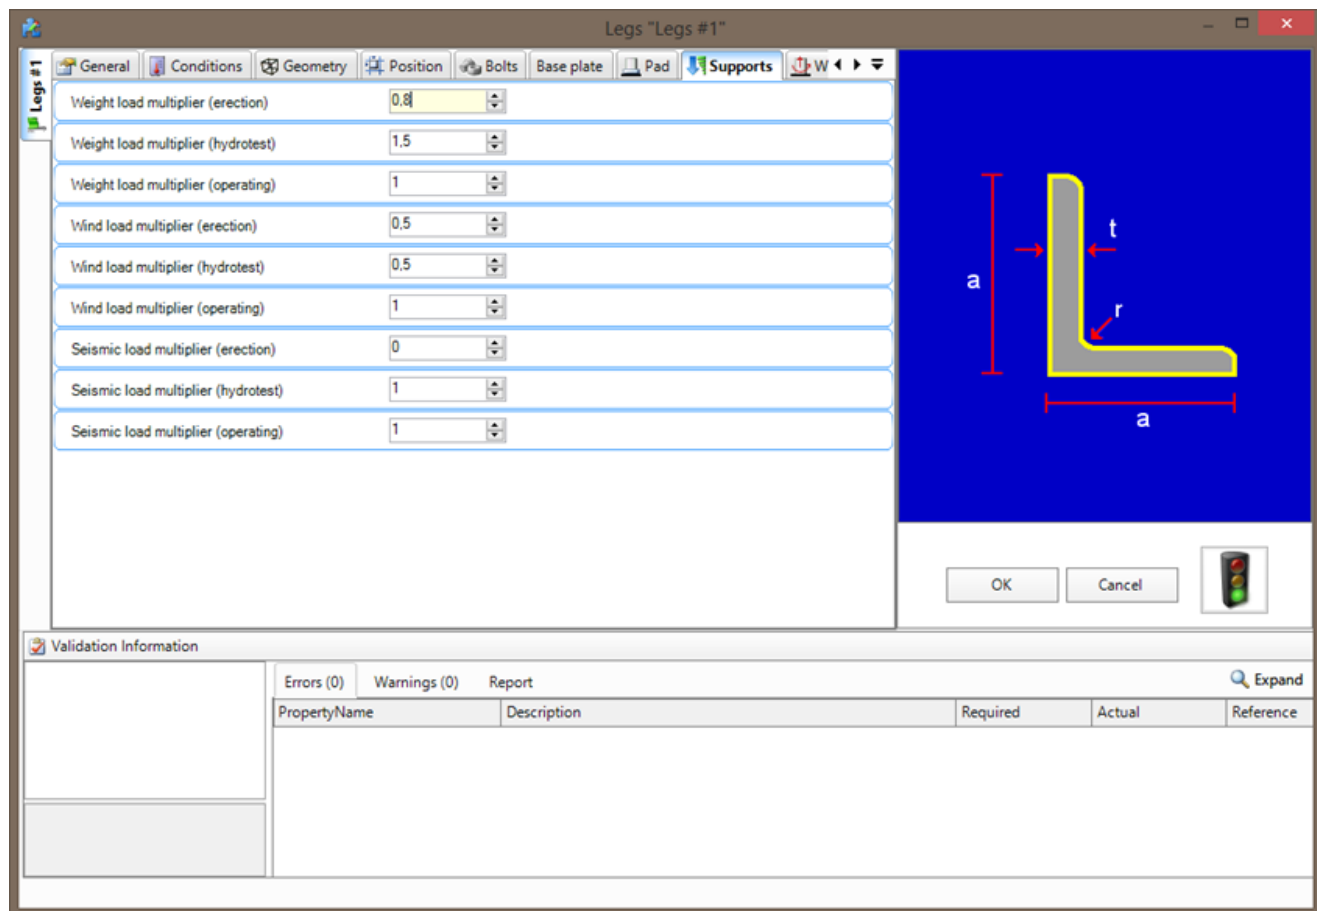 Legs "Legs #1"
Legs #1
General Conditions Geometry Position Bolts Base plate Pad Supports W
Weight load multiplier (erection) 0,8
Weight load multiplier (hydrotest) 1,5
Weight load multiplier (operating) 1
Wind load multiplier (erection) 0,5
Wind load multiplier (hydrotest) 0,5
Wind load multiplier (operating) 1
Seismic load multiplier (erection) 0
Seismic load multiplier (hydrotest) 1
Seismic load multiplier (operating) 1
t
a
r
a
OK Cancel
Validation Information
Errors (0) Warnings (0) Report Expand
PropertyName Description Required Actual Reference